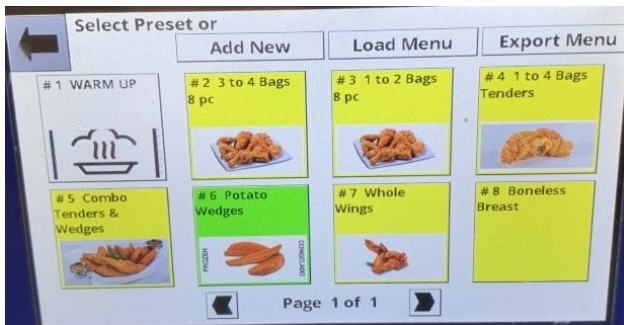 Select Preset or
Add New
Load Menu
Export Menu
# 1 WARM UP
# 2 3 to 4 Bags
8 pc
# 3 1 to 2 Bags
8 pc
# 4 1 to 4 Bags
Tenders
# 5 Combo
Tenders &
Wedges
# 6 Potato
Wedges
FROZEN
CONGELADO
# 7 Whole
Wings
# 8 Boneless
Breast
Page 1 of 1